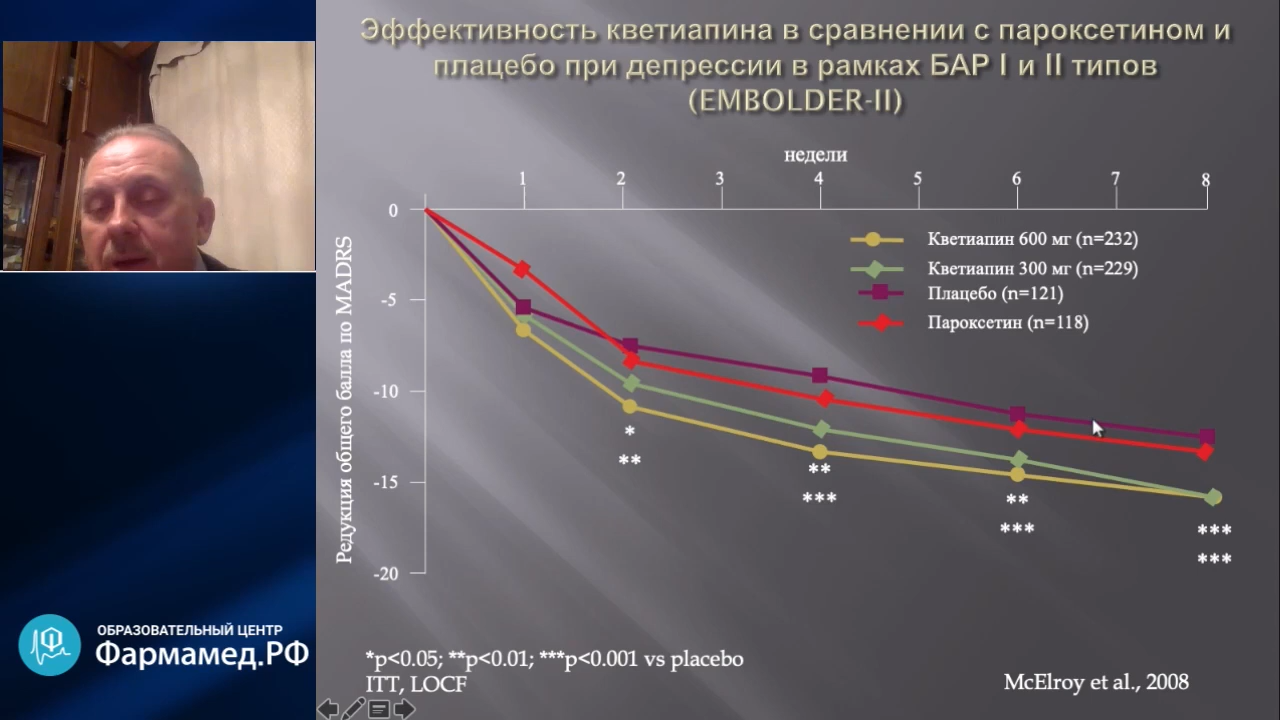 Эффективность кветиапина в сравнении с пароксетином и
плацебо при депрессии в рамках БАР I и II типов
(EMBOLDER-II)
недели
1 2 3 4 5 6 7 8
0
-5
-10
-15
-20
Редукция общего балла по MADRS
Кветиапин 600 мг (n=232)
Кветиапин 300 мг (n=229)
Плацебо (n=121)
Пароксетин (n=118)
*
**
**
***
**
***
***
***
*p<0.05; **p<0.01; ***p<0.001 vs placebo
ITT, LOCF
McElroy et al., 2008
ОБРАЗОВАТЕЛЬНЫЙ ЦЕНТР
Фармамед.РФ